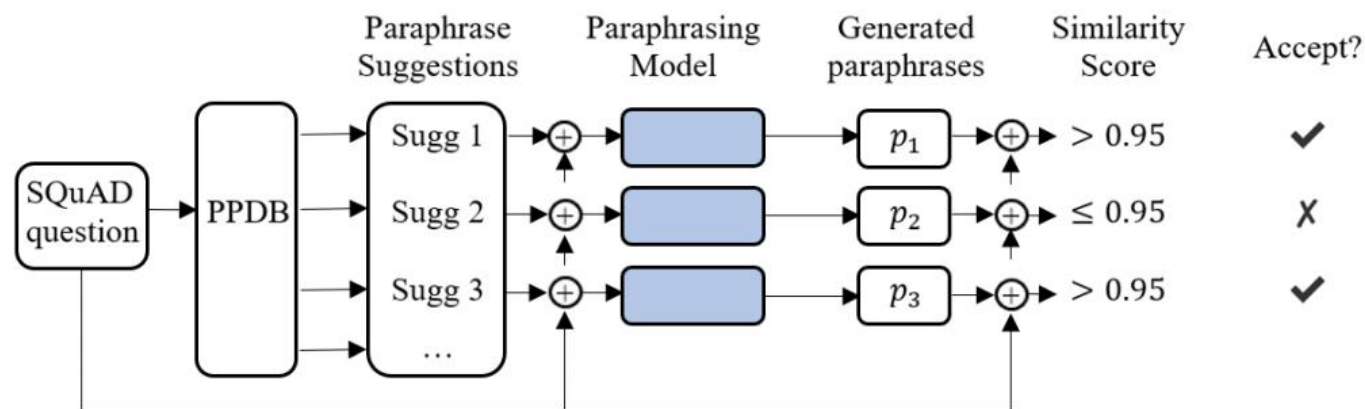 Paraphrase Suggestions
Paraphrasing Model
Generated paraphrases
Similarity Score
Accept?
SQuAD question
PPDB
Sugg 1
p₁
> 0.95
✔
Sugg 2
p₂
≤ 0.95
✗
Sugg 3
p₃
> 0.95
✔
...